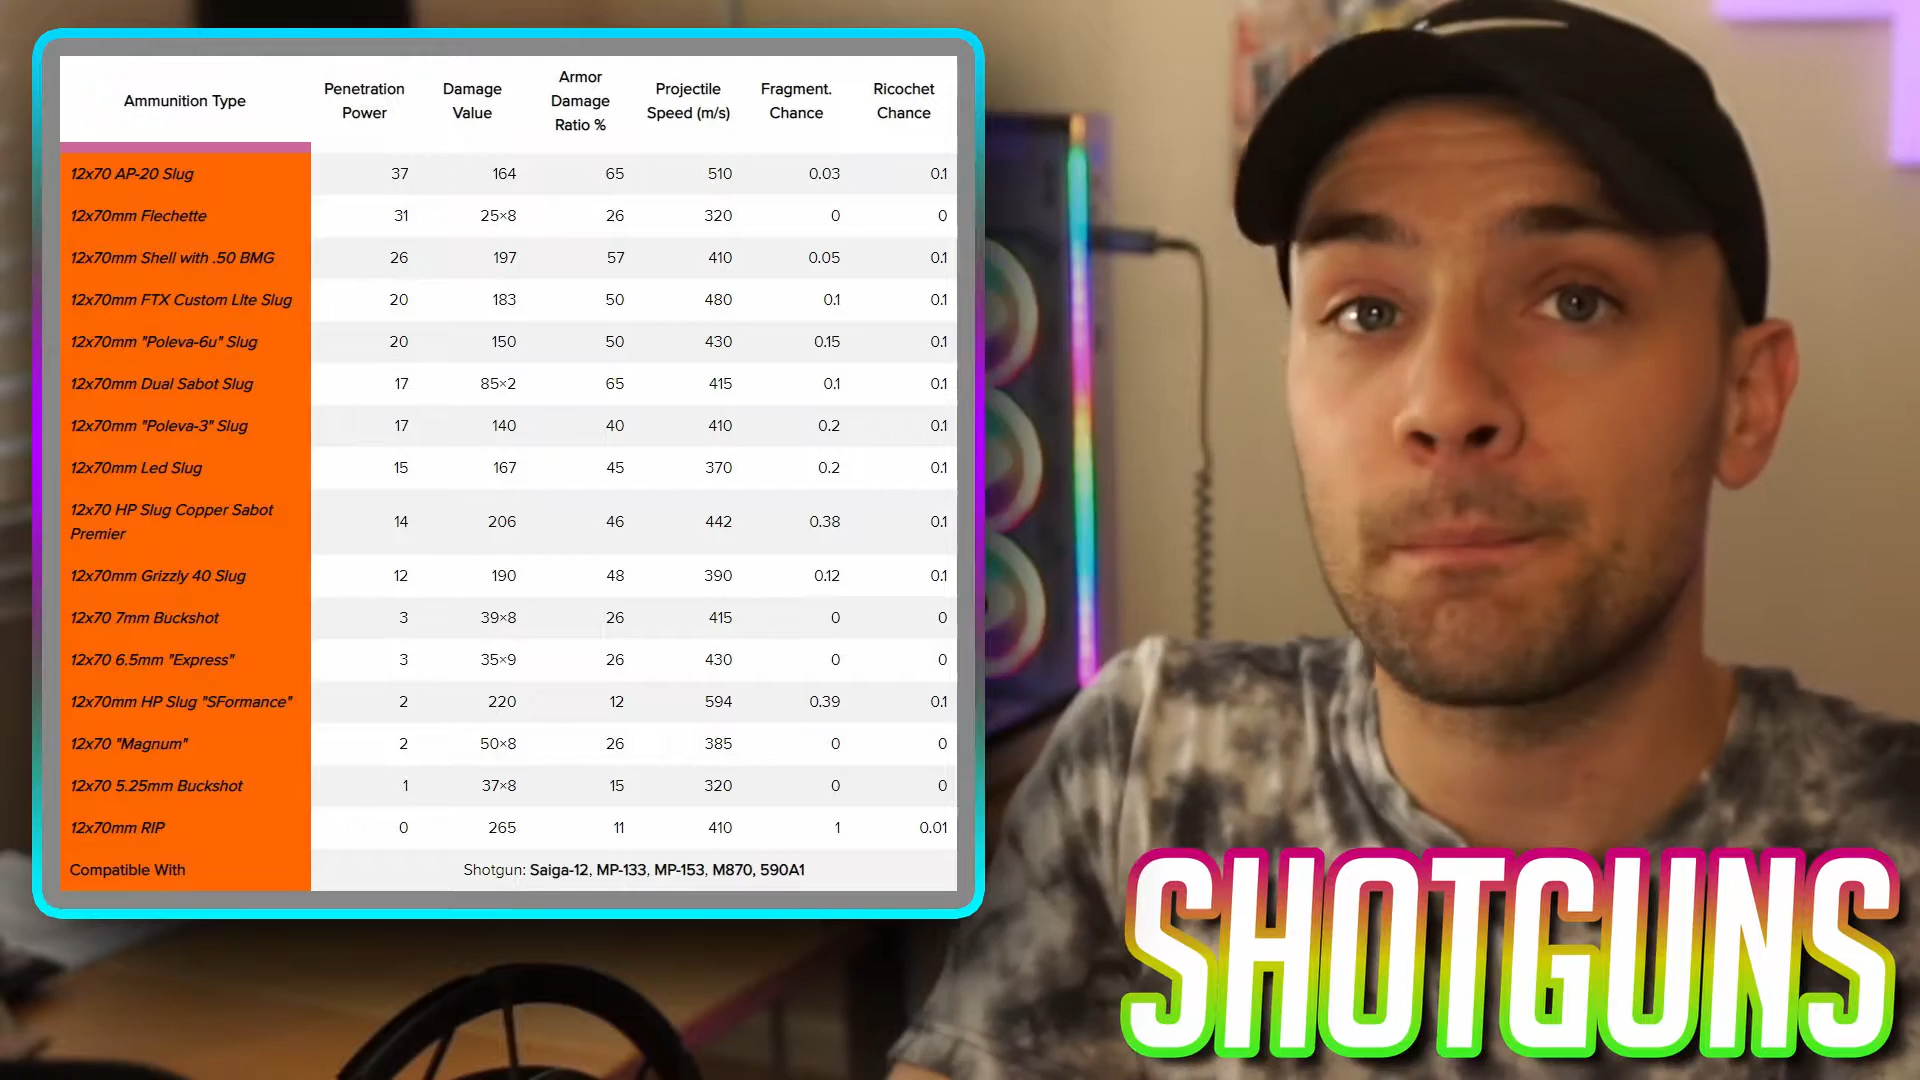 Ammunition Type Penetration Power Damage Value Armor Damage Ratio % Projectile Speed (m/s) Fragment. Chance Ricochet Chance
12x70 AP-20 Slug 37 164 65 510 0.03 0.1
12x70mm Flechette 31 25×8 26 320 0 0
12x70mm Shell with .50 BMG 26 197 57 410 0.05 0.1
12x70mm FTX Custom LIte Slug 20 183 50 480 0.1 0.1
12x70mm "Poleva-6u" Slug 20 150 50 430 0.15 0.1
12x70mm Dual Sabot Slug 17 85×2 65 415 0.1 0.1
12x70mm "Poleva-3" Slug 17 140 40 410 0.2 0.1
12x70mm Led Slug 15 167 45 370 0.2 0.1
12x70 HP Slug Copper Sabot Premier 14 206 46 442 0.38 0.1
12x70mm Grizzly 40 Slug 12 190 48 390 0.12 0.1
12x70 7mm Buckshot 3 39×8 26 415 0 0
12x70 6.5mm "Express" 3 35×9 26 430 0 0
12x70mm HP Slug "SFormance" 2 220 12 594 0.39 0.1
12x70 "Magnum" 2 50×8 26 385 0 0
12x70 5.25mm Buckshot 1 37×8 15 320 0 0
12x70mm RIP 0 265 11 410 1 0.01
Compatible With Shotgun: Saiga-12, MP-133, MP-153, M870, 590A1
SHOTGUNS